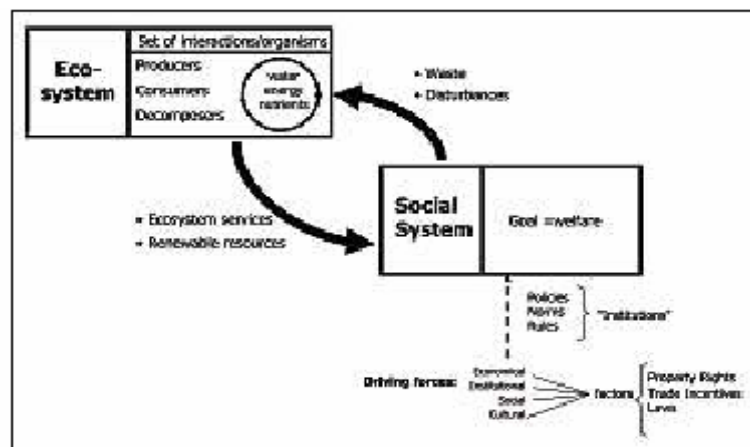 Eco-
system
Set of interactions/organisms
Producers
Consumers
Decomposers
water
energy
nutrients
Waste
Disturbances
Ecosystem services
Renewable resources
Social
System
Goal =welfare
Policies
Norms
Rules
"Institutions"
Driving forces:
Economical
Institutional
Social
Cultural
factors
Property Rights
Trade Incentives
Laws